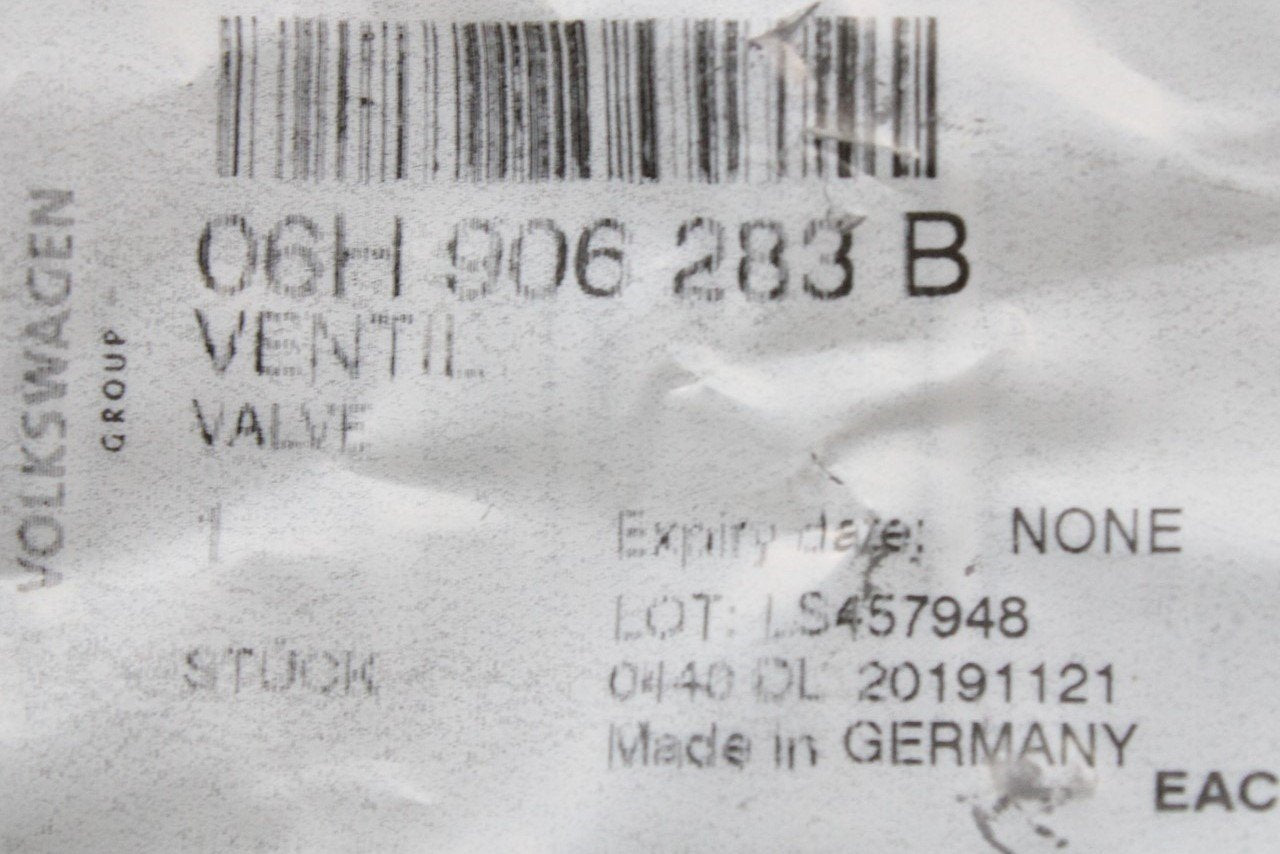 VOLKSWAGEN
GROUP
06H 906 283 B
VENTIL
VALVE
1
STÜCK
Expiry date: NONE
LOT: LS457948
0440 DL 20191121
Made in GERMANY
EAC